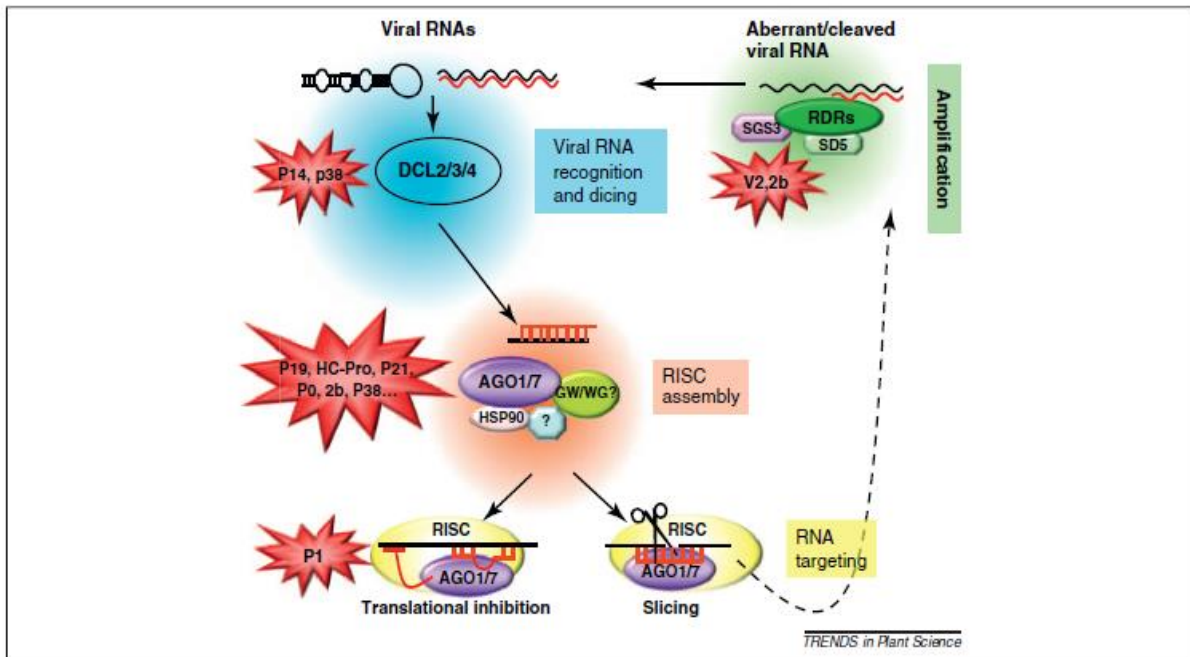 Viral RNAs
Aberrant/cleaved
viral RNA
Amplification
RDRs
SGS3
SD5
V2,2b
P14, p38
DCL2/3/4
Viral RNA
recognition
and dicing
P19, HC-Pro, P21,
P0, 2b, P38...
AGO1/7
GW/WG?
HSP90
?
RISC
assembly
RISC
RISC
RNA
targeting
P1
AGO1/7
AGO1/7
Translational inhibition
Slicing
TRENDS in Plant Science